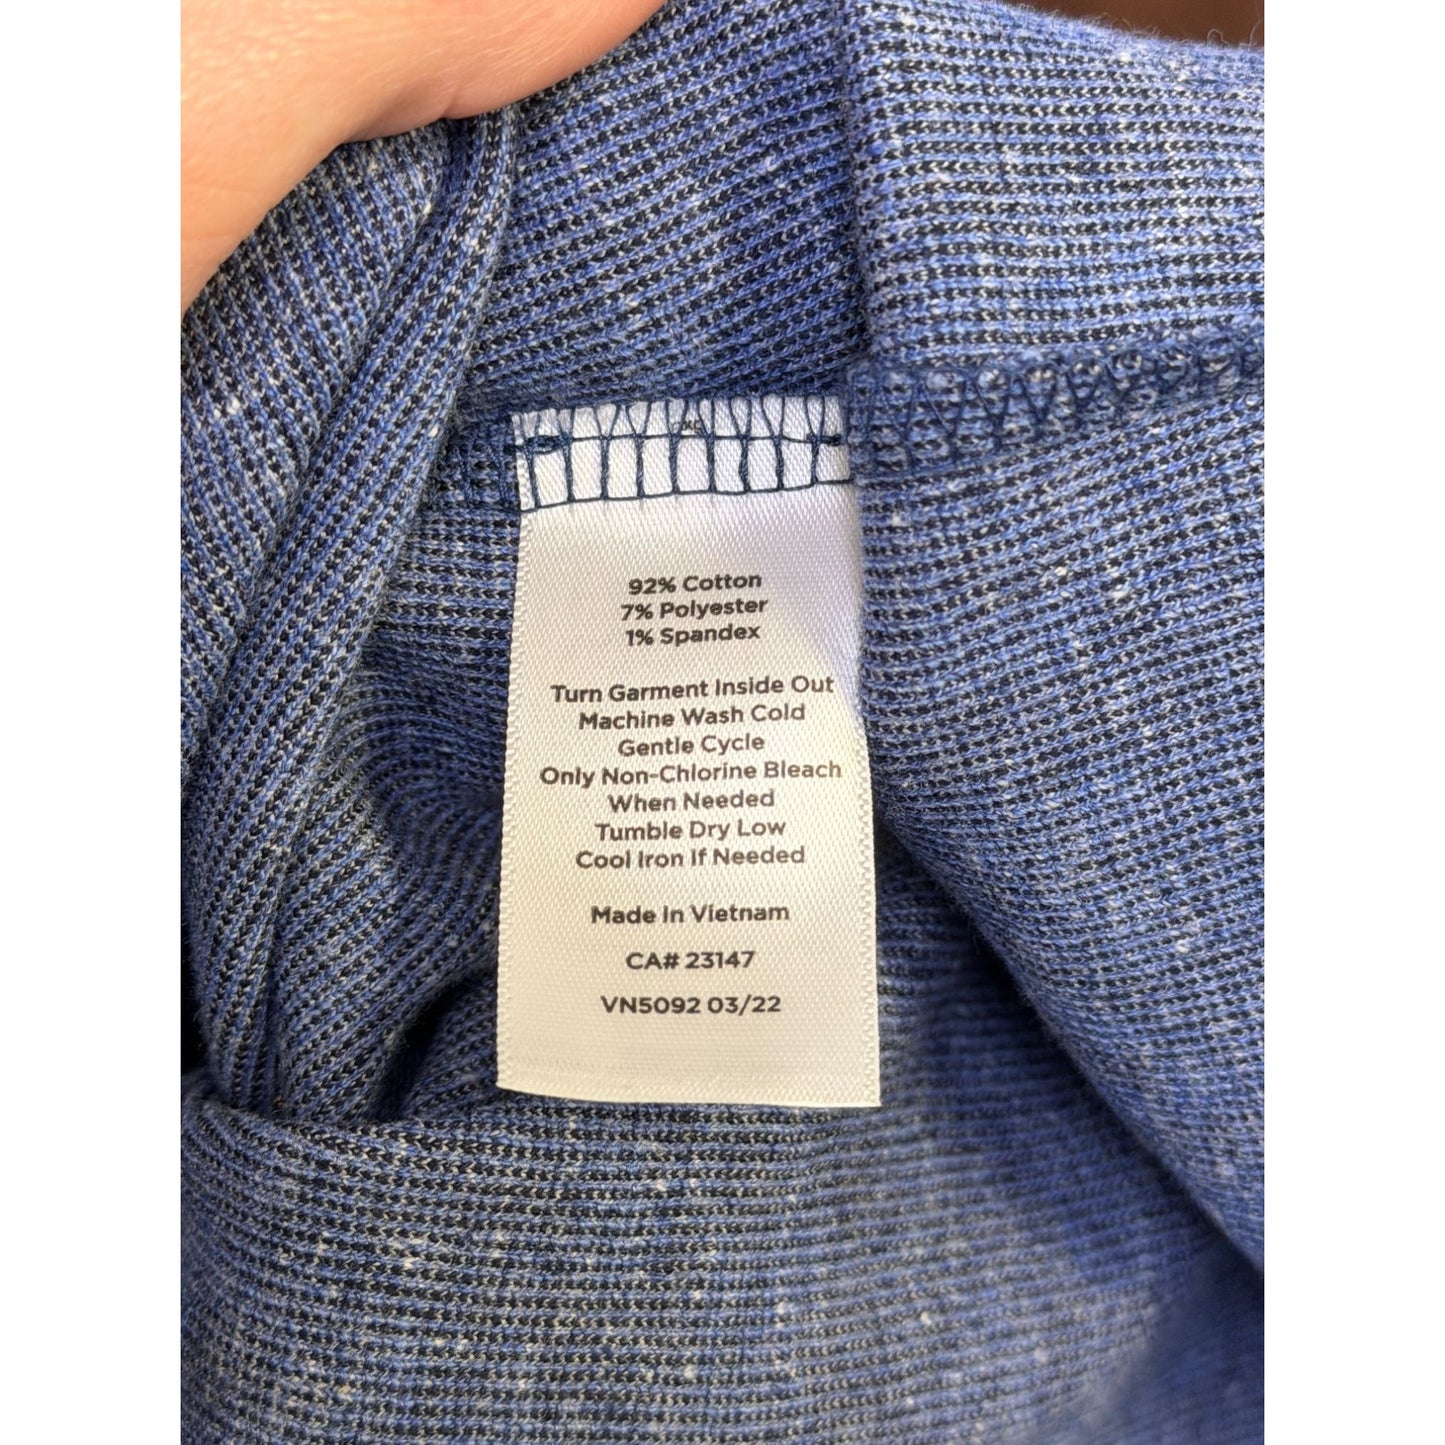 92% Cotton
7% Polyester
1% Spandex
Turn Garment Inside Out
Machine Wash Cold
Gentle Cycle
Only Non-Chlorine Bleach
When Needed
Tumble Dry Low
Cool Iron If Needed
Made In Vietnam
CA# 23147
VN5092 03/22